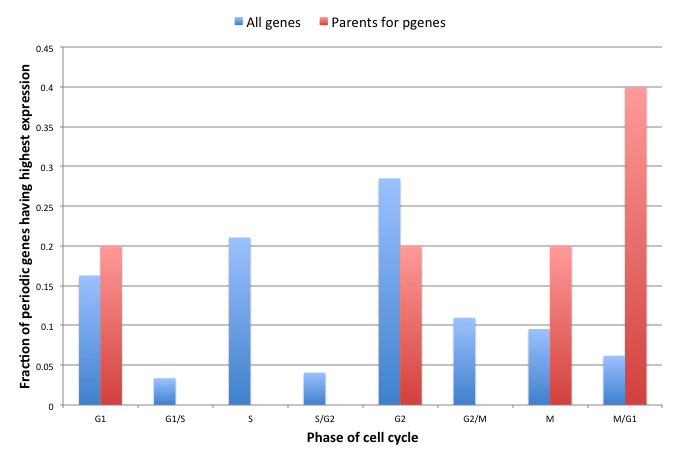 All genes Parents for pgenes
Fraction of periodic genes having highest expression
0.45
0.4
0.35
0.3
0.25
0.2
0.15
0.1
0.05
0
G1 G1/S S S/G2 G2 G2/M M M/G1
Phase of cell cycle